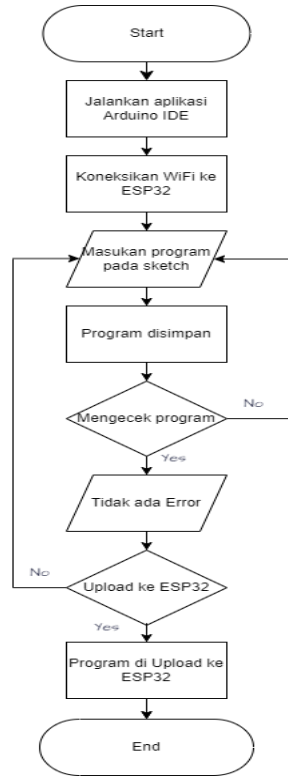 Start
Jalankan aplikasi
Arduino IDE
Koneksikan WiFi ke
ESP32
Masukan program
pada sketch
Program disimpan
Mengecek program
No
Yes
Tidak ada Error
No
Upload ke ESP32
Yes
Program di Upload ke
ESP32
End